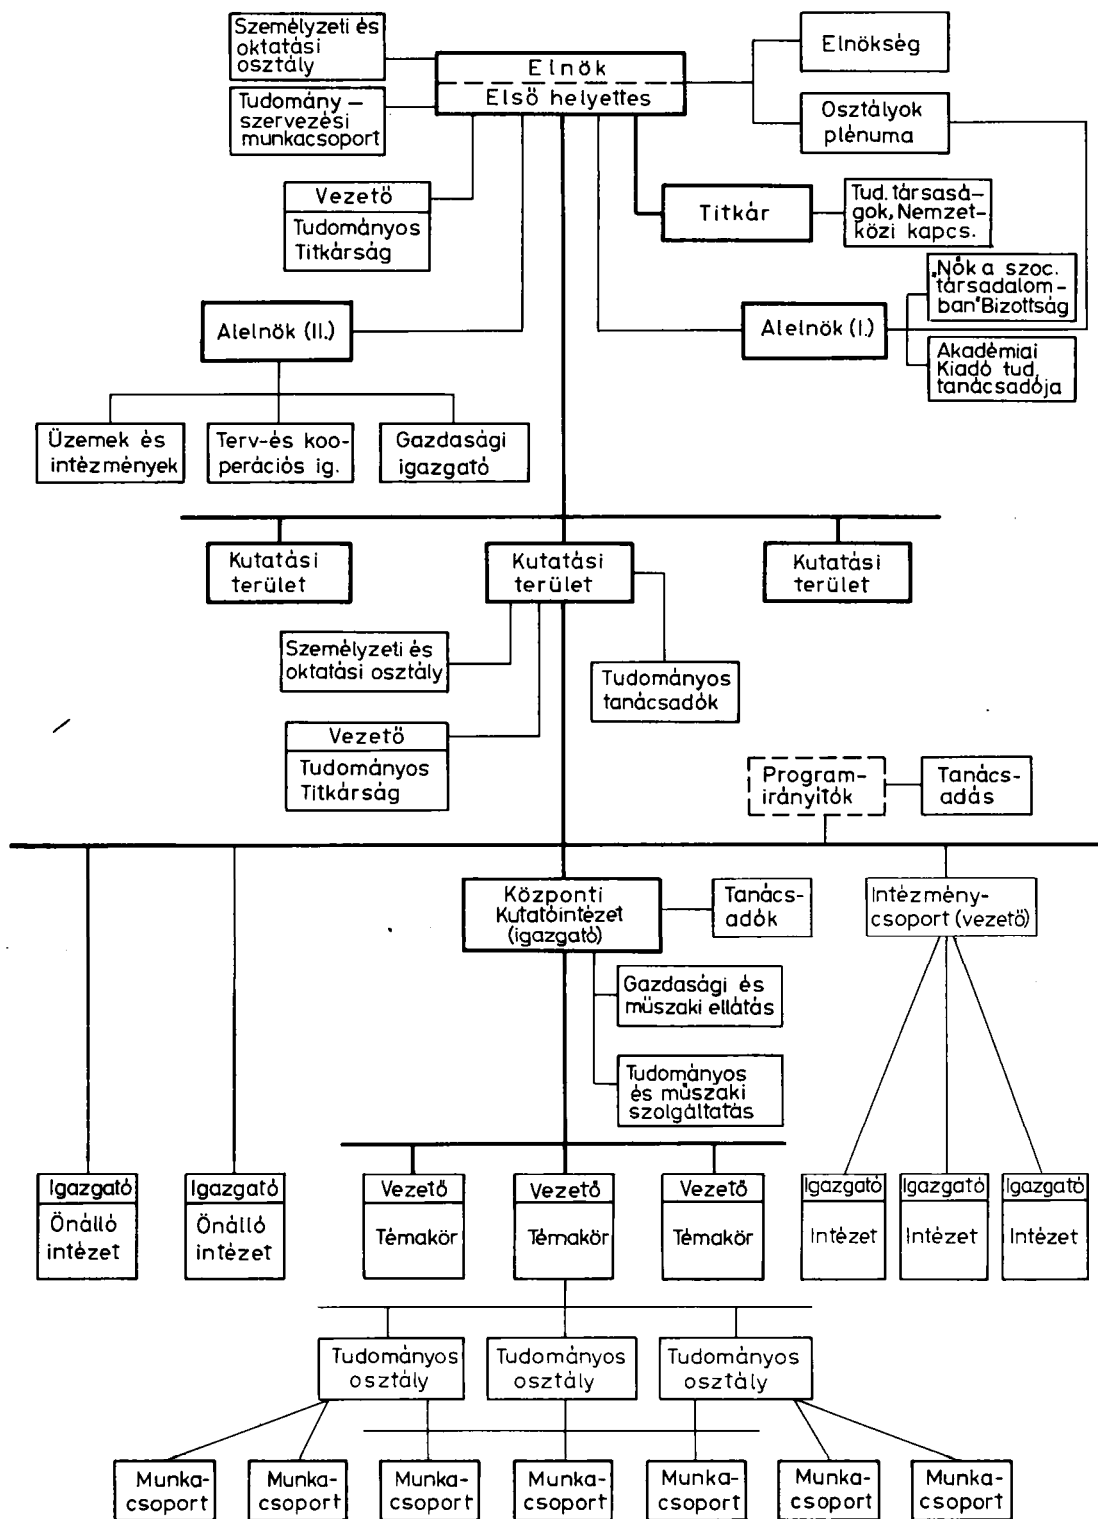 Személyzeti és
oktatási
osztály
Elnök
Első helyettes
Elnökség
Tudomány –
szervezési
munkacsoport
Osztályok
plénuma
Vezető
Tudományos
Titkárság
Titkár
Tud. társasá-
gok, Nemzet-
közi kapcs.
"Nők a szoc.
társadalom-
ban" Bizottság
Alelnök (II.)
Alelnök (I.)
Akadémiai
Kiadó tud.
tanácsadója
Üzemek és
intézmények
Terv-és koo-
perációs ig.
Gazdasági
igazgató
Kutatási
terület
Kutatási
terület
Kutatási
terület
Személyzeti és
oktatási osztály
Tudományos
tanácsadók
Vezető
Tudományos
Titkárság
Program-
irányítók
Tanács-
adás
Központi
Kutatóintézet
(igazgató)
Tanács-
adók
Intézmény-
csoport (vezető)
Gazdasági és
műszaki ellátás
Tudományos
és műszaki
szolgáltatás
Igazgató
Önálló
intézet
Igazgató
Önálló
intézet
Vezető
Témakör
Vezető
Témakör
Vezető
Témakör
Igazgató
Intézet
Igazgató
Intézet
Igazgató
Intézet
Tudományos
osztály
Tudományos
osztály
Tudományos
osztály
Munka-
csoport
Munka-
csoport
Munka-
csoport
Munka-
csoport
Munka-
csoport
Munka-
csoport
Munka-
csoport